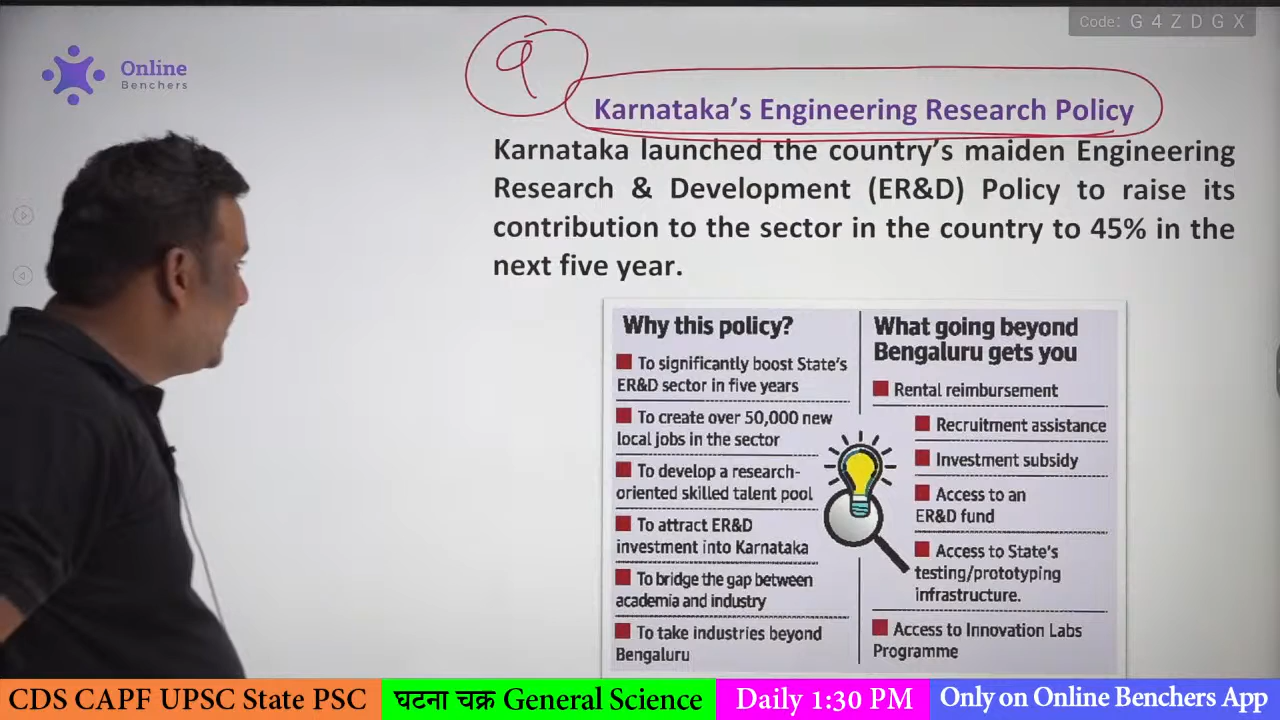 Code: G 4 Z D G X
Online
Benchers
9
Karnataka's Engineering Research Policy
Karnataka launched the country's maiden Engineering
Research & Development (ER&D) Policy to raise its
contribution to the sector in the country to 45% in the
next five year.
Why this policy?
To significantly boost State's
ER&D sector in five years
To create over 50,000 new
local jobs in the sector
To develop a research-
oriented skilled talent pool
To attract ER&D
investment into Karnataka
To bridge the gap between
academia and industry
To take industries beyond
Bengaluru
What going beyond
Bengaluru gets you
Rental reimbursement
Recruitment assistance
Investment subsidy
Access to an
ER&D fund
Access to State's
testing/prototyping
infrastructure.
Access to Innovation Labs
Programme
CDS CAPF UPSC State PSC
घटना चक्र General Science
Daily 1:30 PM
Only on Online Benchers App